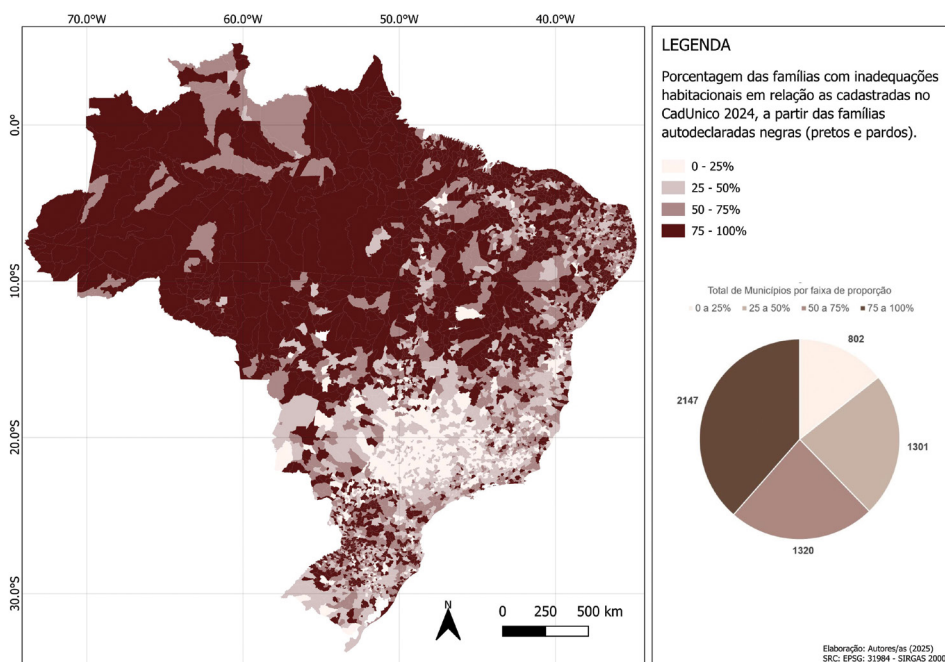 70.0°W 60.0°W 50.0°W 40.0°W
0.0°
10.0°S
20.0°S
30.0°S
N
0 250 500 km
LEGENDA
Porcentagem das famílias com inadequações
habitacionais em relação as cadastradas no
CadUnico 2024, a partir das famílias
autodeclaradas negras (pretos e pardos).
0 - 25%
25 - 50%
50 - 75%
75 - 100%
Total de Municípios por faixa de proporção
0 a 25% 25 a 50% 50 a 75% 75 a 100%
802
2147
1301
1320
Elaboração: Autores/as (2025)
SRC: EPSG: 31984 - SIRGAS 2000